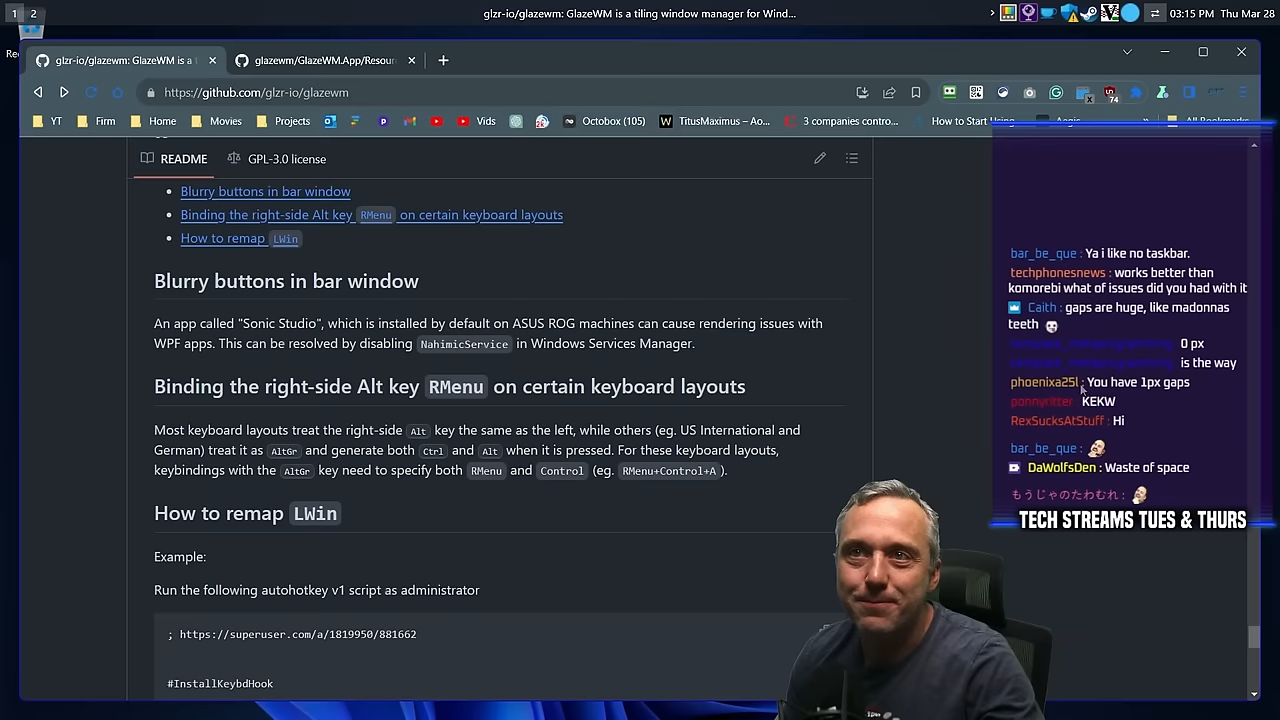 1 2
glzr-io/glazewm: GlazeWM is a tiling window manager for Wind...
03:15 PM Thu Mar 28
glzr-io/glazewm: GlazeWM is a
glazewm/GlazeWM.App/Resour
https://github.com/glzr-io/glazewm
74
YT Firm Home Movies Projects Vids Octobox (105) TitusMaximus – Ao... 3 companies contro... How to Start Using All Bookmarks
README GPL-3.0 license
Blurry buttons in bar window
Binding the right-side Alt key RMenu on certain keyboard layouts
How to remap LWin
Blurry buttons in bar window
An app called "Sonic Studio", which is installed by default on ASUS ROG machines can cause rendering issues with
WPF apps. This can be resolved by disabling NahimicService in Windows Services Manager.
Binding the right-side Alt key RMenu on certain keyboard layouts
Most keyboard layouts treat the right-side Alt key the same as the left, while others (eg. US International and
German) treat it as AltGr and generate both Ctrl and Alt when it is pressed. For these keyboard layouts,
keybindings with the AltGr key need to specify both RMenu and Control (eg. RMenu+Control+A ).
How to remap LWin
Example:
Run the following autohotkey v1 script as administrator
; https://superuser.com/a/1819950/881662
#InstallKeybdHook
bar_be_que : Ya i like no taskbar.
techphonesnews : works better than
komorebi what of issues did you had with it
Caith : gaps are huge, like madonnas
teeth
0 px
is the way
phoenixa25l : You have 1px gaps
ponnyritter KEKW
RexSucksAtStuff : Hi
bar_be_que :
DaWolfsDen : Waste of space
もうじゃのたわむれ :
TECH STREAMS TUES & THURS